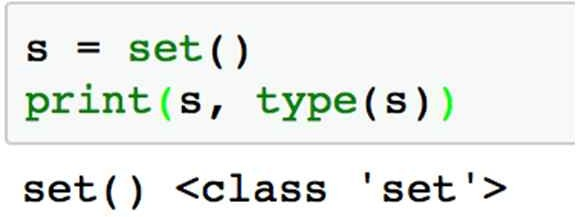 s = set()
print(s, type(s))
set() <class 'set'>